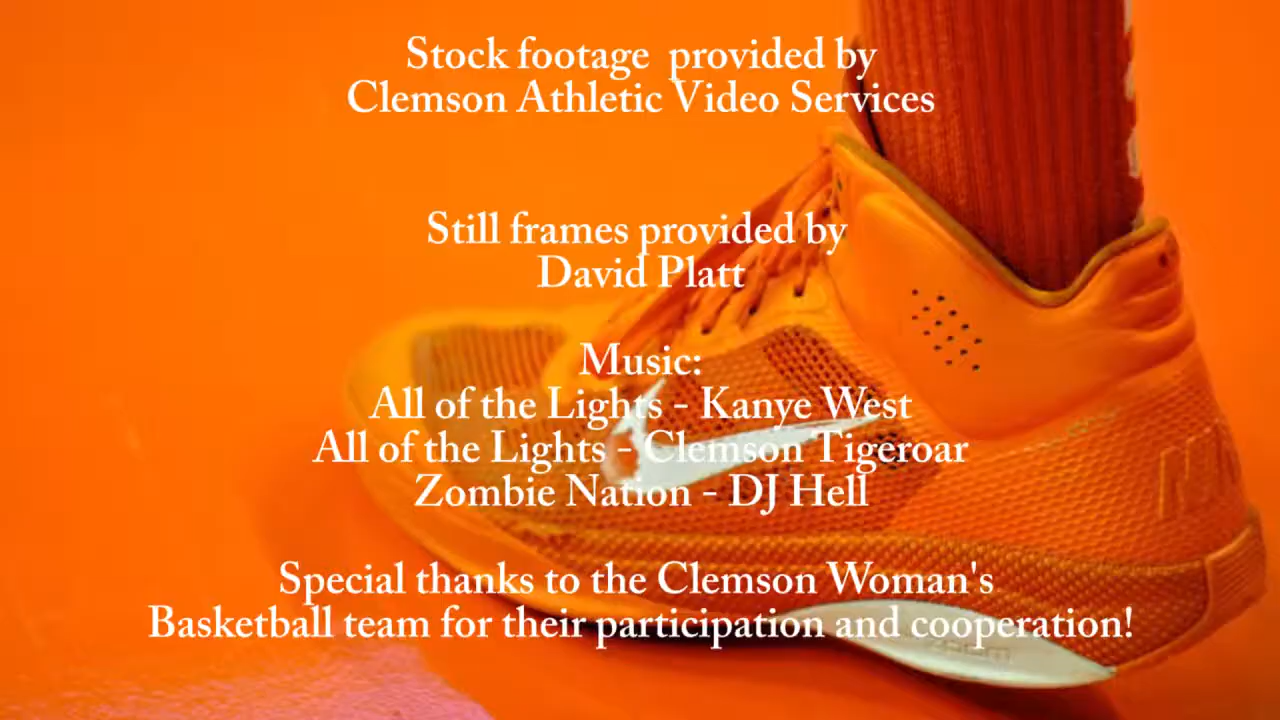 Stock footage  provided by
Clemson Athletic Video Services
Still frames provided by
David Platt
Music:
All of the Lights - Kanye West
All of the Lights - Clemson Tigeroar
Zombie Nation - DJ Hell
Special thanks to the Clemson Woman's
Basketball team for their participation and cooperation!